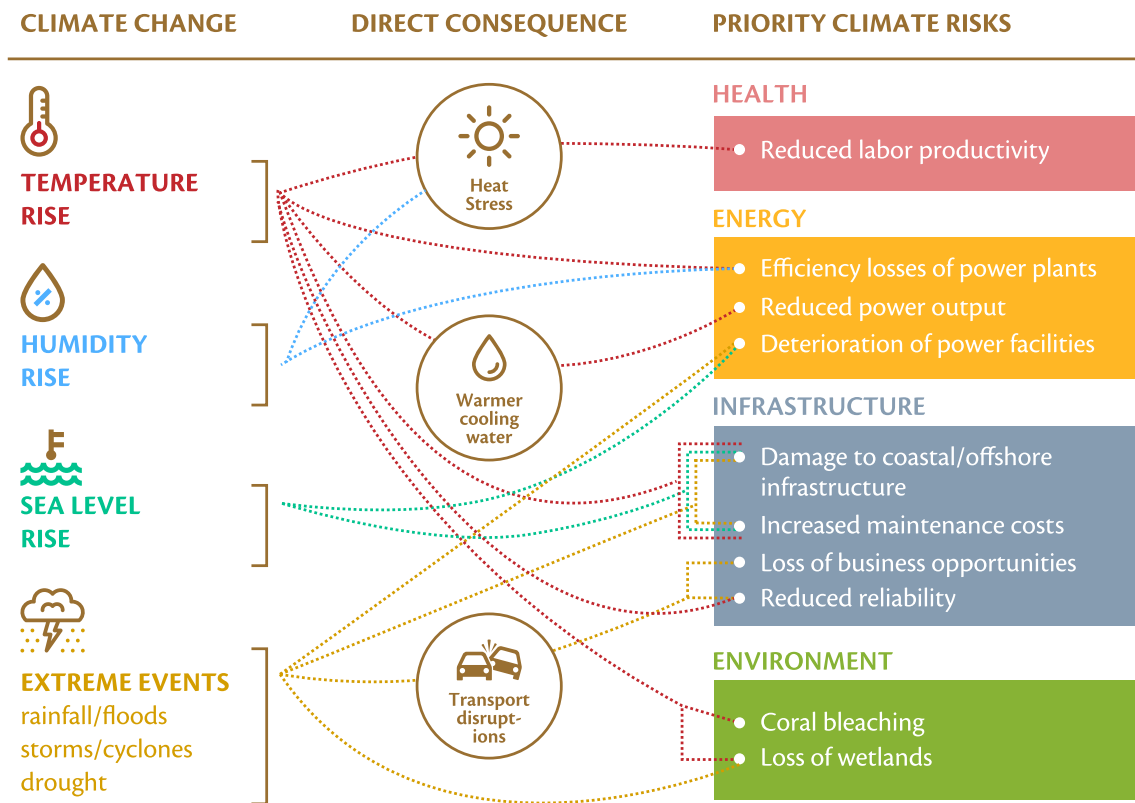 CLIMATE CHANGE
DIRECT CONSEQUENCE
PRIORITY CLIMATE RISKS
TEMPERATURE
RISE
HUMIDITY
RISE
SEA LEVEL
RISE
EXTREME EVENTS
rainfall/floods
storms/cyclones
drought
Heat
Stress
Warmer
cooling
water
Transport
disrupt-
ions
HEALTH
Reduced labor productivity
ENERGY
Efficiency losses of power plants
Reduced power output
Deterioration of power facilities
INFRASTRUCTURE
Damage to coastal/offshore
infrastructure
Increased maintenance costs
Loss of business opportunities
Reduced reliability
ENVIRONMENT
Coral bleaching
Loss of wetlands